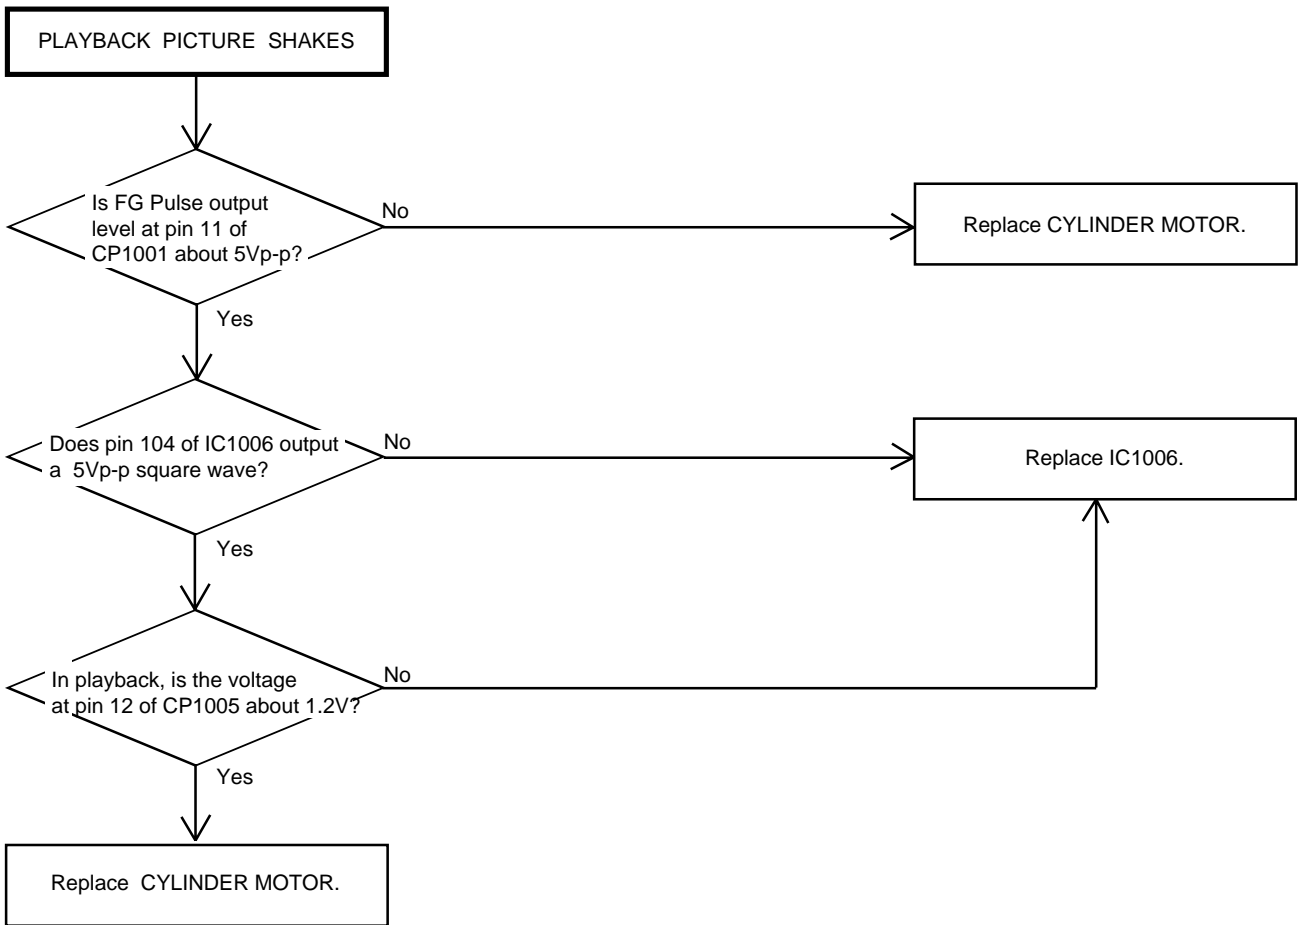 PLAYBACK PICTURE SHAKES
Is FG Pulse output
level at pin 11 of
CP1001 about 5Vp-p?
No
Replace CYLINDER MOTOR.
Yes
Does pin 104 of IC1006 output
a 5Vp-p square wave?
No
Replace IC1006.
Yes
In playback, is the voltage
at pin 12 of CP1005 about 1.2V?
No
Yes
Replace CYLINDER MOTOR.